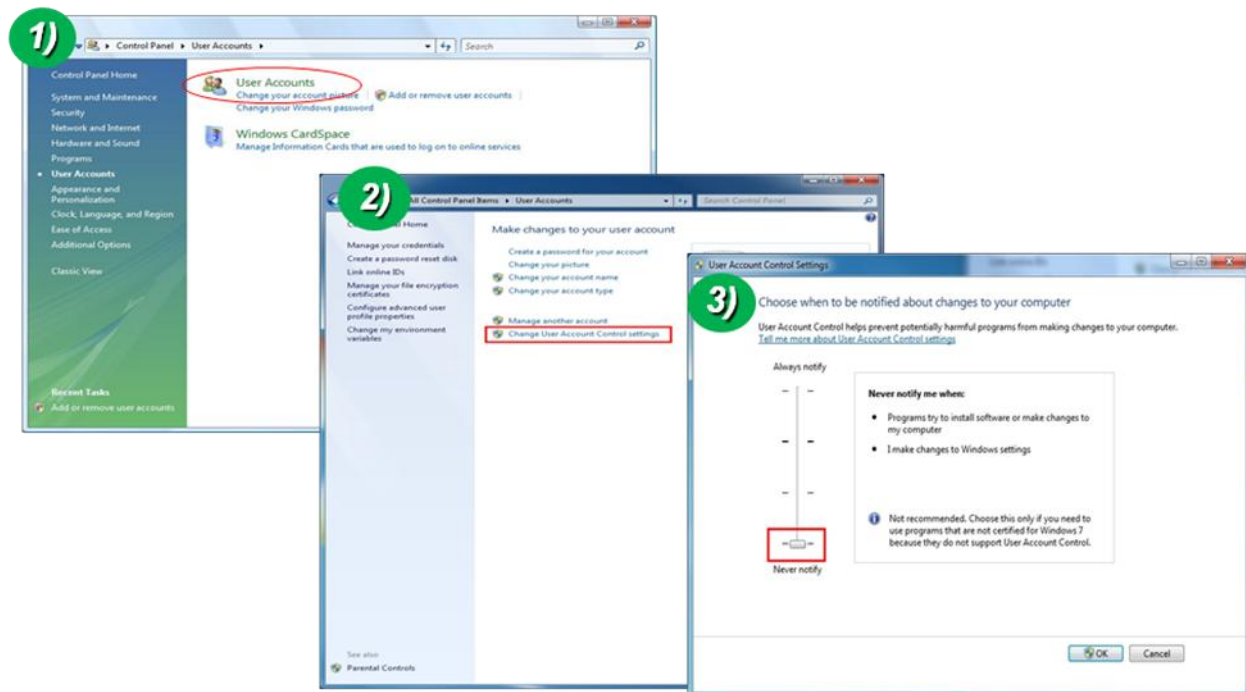 1)
Control Panel ▸ User Accounts ▸
Search
Control Panel Home
System and Maintenance
Security
Network and Internet
Hardware and Sound
Programs
• User Accounts
Appearance and
Personalization
Clock, Language, and Region
Ease of Access
Additional Options
Classic View
Recent Tasks
Add or remove user accounts
User Accounts
Change your account picture | Add or remove user accounts |
Change your Windows password
Windows CardSpace
Manage Information Cards that are used to log on to online services
2)
All Control Panel Items ▸ User Accounts
Search Control Panel
Home
Manage your credentials
Create a password reset disk
Link online IDs
Manage your file encryption
certificates
Configure advanced user
profile properties
Change my environment
variables
See also
Parental Controls
Make changes to your user account
Create a password for your account
Change your picture
Change your account name
Change your account type
Manage another account
Change User Account Control settings
3)
User Account Control Settings
Choose when to be notified about changes to your computer
User Account Control helps prevent potentially harmful programs from making changes to your computer.
Tell me more about User Account Control settings
Always notify
Never notify
Never notify me when:
• Programs try to install software or make changes to
my computer
• I make changes to Windows settings
Not recommended. Choose this only if you need to
use programs that are not certified for Windows 7
because they do not support User Account Control.
OK
Cancel